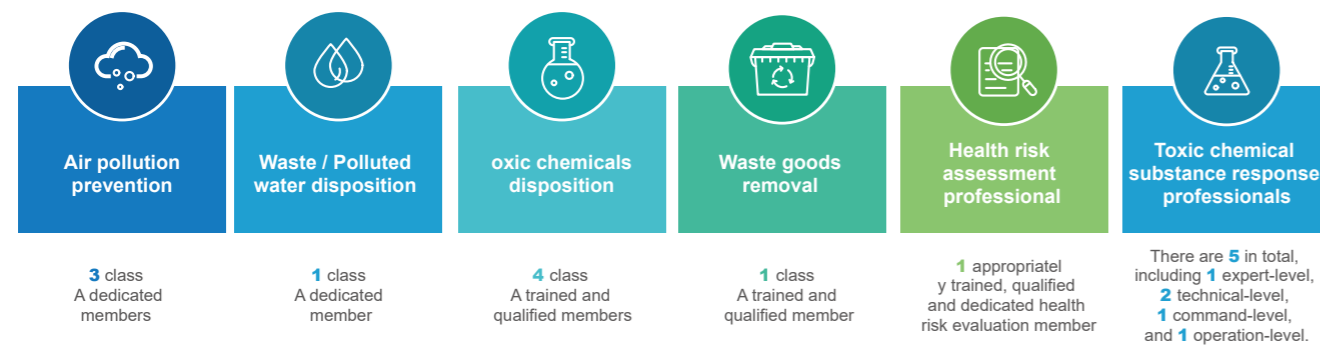 Air pollution
prevention
Waste / Polluted
water disposition
oxic chemicals
disposition
Waste goods
removal
Health risk
assessment
professional
Toxic chemical
substance response
professionals
3 class
A dedicated
members
1 class
A dedicated
member
4 class
A trained and
qualified members
1 class
A trained and
qualified member
1 appropriatel
y trained, qualified
and dedicated health
risk evaluation member
There are 5 in total,
including 1 expert-level,
2 technical-level,
1 command-level,
and 1 operation-level.